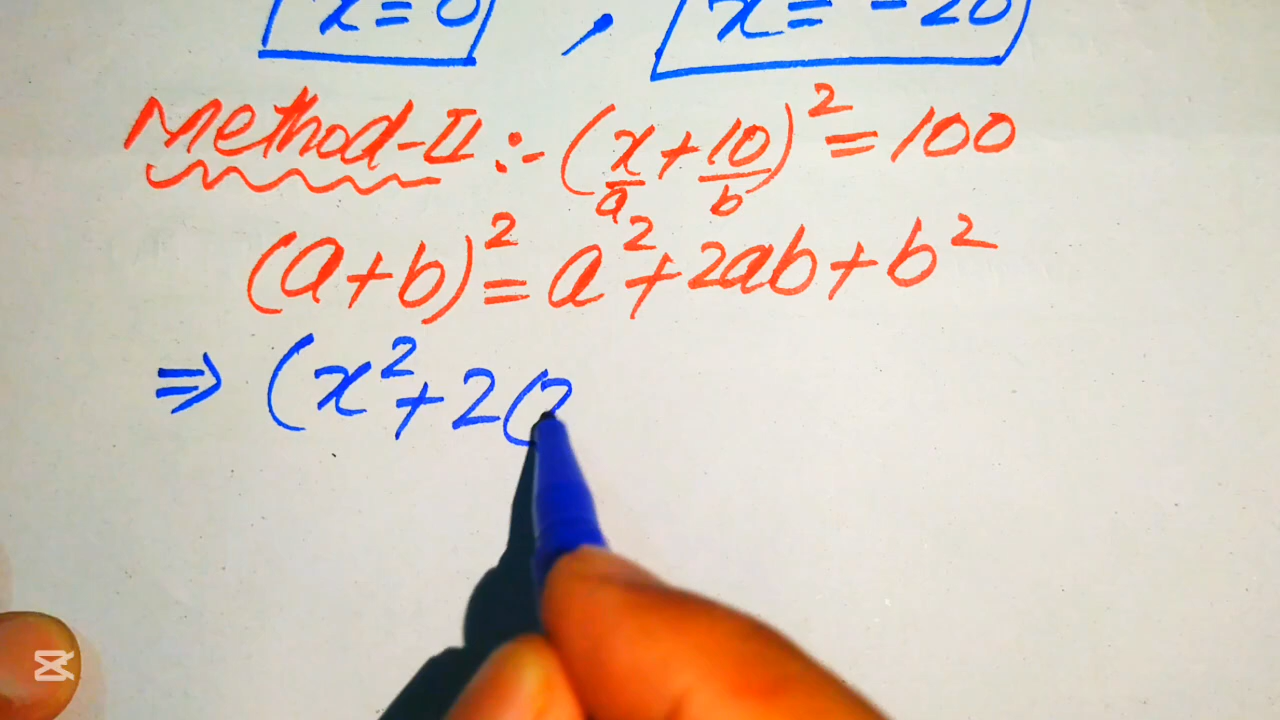 x = 0 , x = -20
Method-II :- (x + 10)² = 100
a b
(a+b)² = a² + 2ab + b²
⇒ (x² + 2(